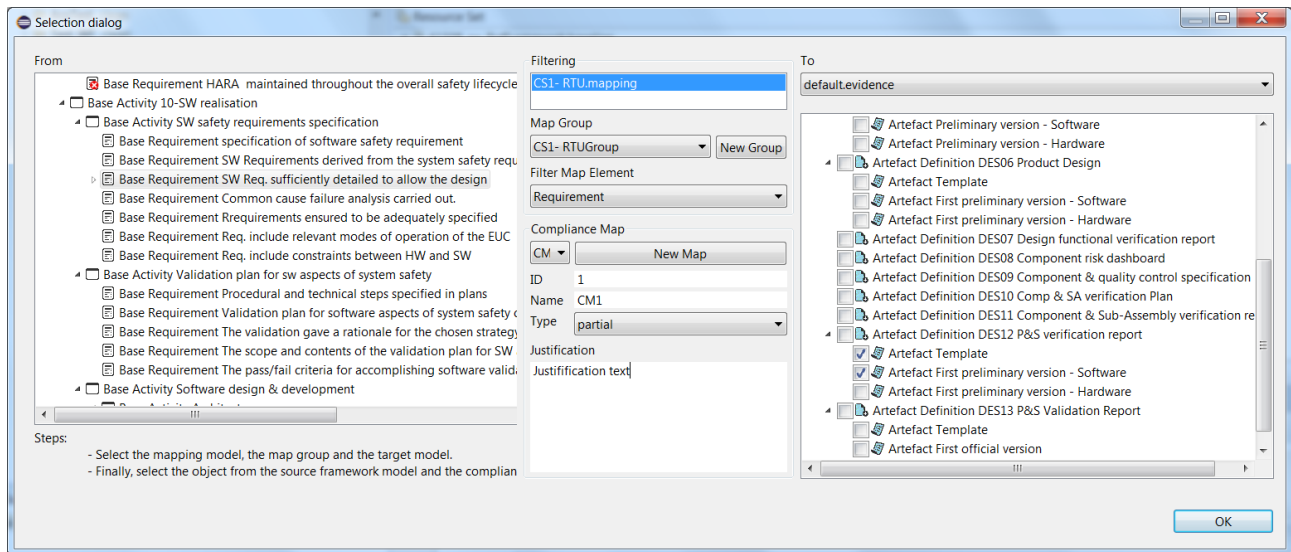 Selection dialog
From
Base Requirement HARA maintained throughout the overall safety lifecycle
Base Activity 10-SW realisation
Base Activity SW safety requirements specification
Base Requirement specification of software safety requirement
Base Requirement SW Requirements derived from the system safety requ
Base Requirement SW Req. sufficiently detailed to allow the design
Base Requirement Common cause failure analysis carried out.
Base Requirement Rrequirements ensured to be adequately specified
Base Requirement Req. include relevant modes of operation of the EUC
Base Requirement Req. include constraints between HW and SW
Base Activity Validation plan for sw aspects of system safety
Base Requirement Procedural and technical steps specified in plans
Base Requirement Validation plan for software aspects of system safety
Base Requirement The validation gave a rationale for the chosen strategy
Base Requirement The scope and contents of the validation plan for SW
Base Requirement The pass/fail criteria for accomplishing software valid
Base Activity Software design & development
Steps:
- Select the mapping model, the map group and the target model.
- Finally, select the object from the source framework model and the complian
Filtering
CS1- RTU.mapping
Map Group
CS1- RTUGroup
New Group
Filter Map Element
Requirement
Compliance Map
CM
New Map
ID 1
Name CM1
Type partial
Justification
Justifification text
To
default.evidence
Artefact Preliminary version - Software
Artefact Preliminary version - Hardware
Artefact Definition DES06 Product Design
Artefact Template
Artefact First preliminary version - Software
Artefact First preliminary version - Hardware
Artefact Definition DES07 Design functional verification report
Artefact Definition DES08 Component risk dashboard
Artefact Definition DES09 Component & quality control specification
Artefact Definition DES10 Comp & SA verification Plan
Artefact Definition DES11 Component & Sub-Assembly verification re
Artefact Definition DES12 P&S verification report
Artefact Template
Artefact First preliminary version - Software
Artefact First preliminary version - Hardware
Artefact Definition DES13 P&S Validation Report
Artefact Template
Artefact First official version
OK